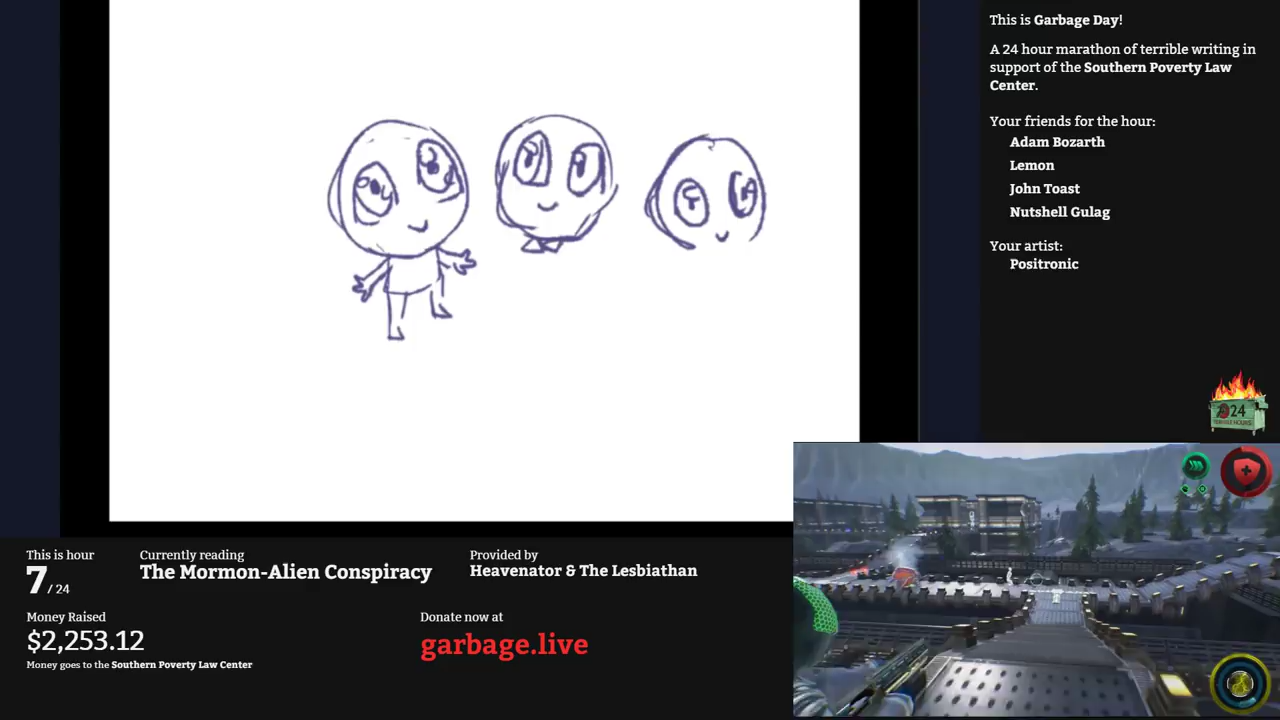 This is Garbage Day!
A 24 hour marathon of terrible writing in
support of the Southern Poverty Law
Center.
Your friends for the hour:
Adam Bozarth
Lemon
John Toast
Nutshell Gulag
Your artist:
Positronic
24
This is hour
7 / 24
Currently reading
The Mormon-Alien Conspiracy
Provided by
Heavenator & The Lesbiathan
Money Raised
$2,253.12
Money goes to the Southern Poverty Law Center
Donate now at
garbage.live